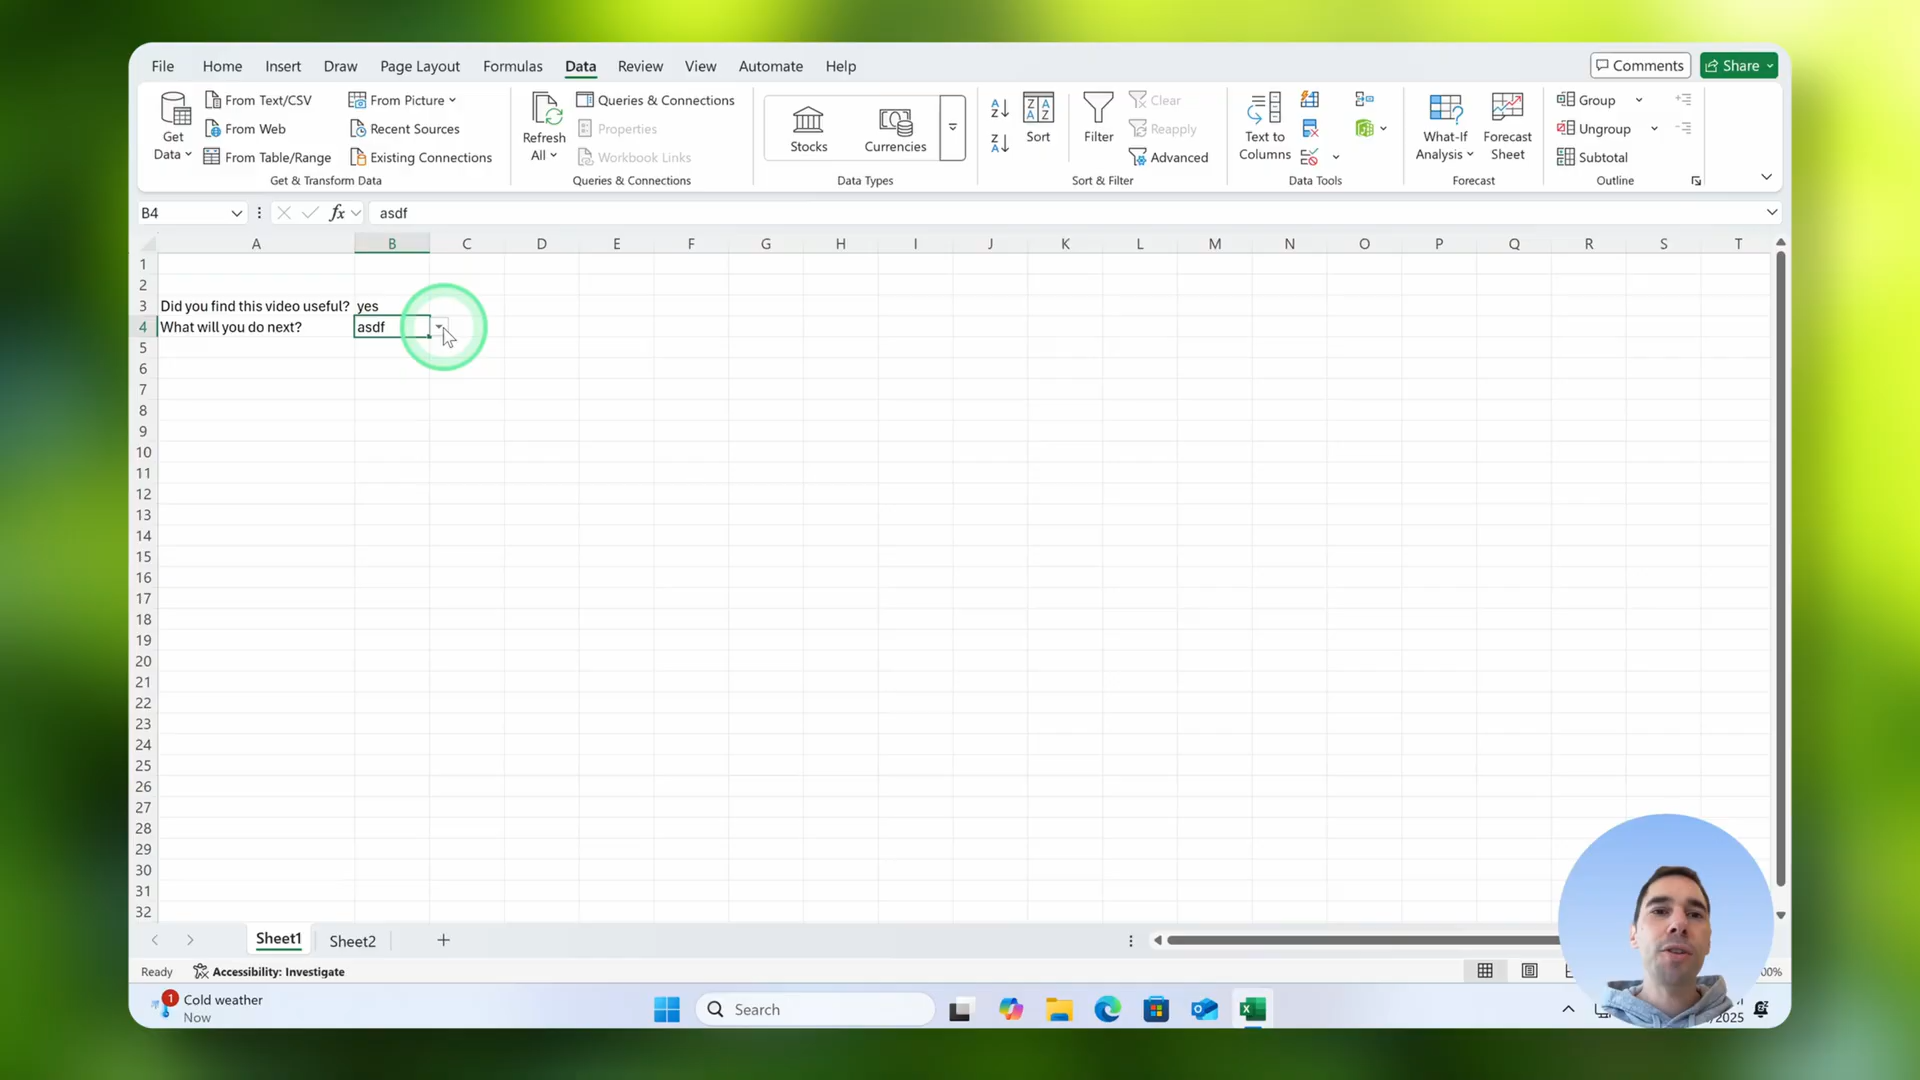 File Home Insert Draw Page Layout Formulas Data Review View Automate Help Comments Share
Get Data
From Text/CSV
From Web
From Table/Range
From Picture
Recent Sources
Existing Connections
Get & Transform Data
Refresh All
Queries & Connections
Properties
Workbook Links
Queries & Connections
Stocks
Currencies
Data Types
Sort
Filter
Clear
Reapply
Advanced
Sort & Filter
Text to Columns
Data Tools
What-If Analysis
Forecast Sheet
Forecast
Group
Ungroup
Subtotal
Outline
B4 fx asdf
A B C D E F G H I J K L M N O P Q R S T
1
2
3 Did you find this video useful? yes
4 What will you do next? asdf
5
6
7
8
9
10
11
12
13
14
15
16
17
18
19
20
21
22
23
24
25
26
27
28
29
30
31
32
Sheet1 Sheet2
Ready Accessibility: Investigate
1 Cold weather
Now
Search